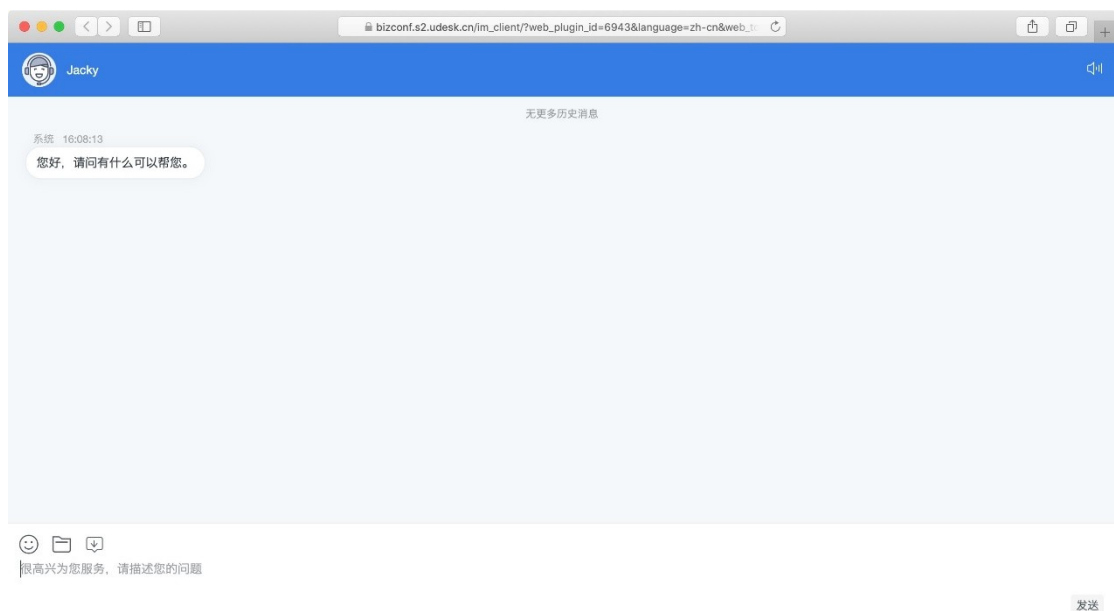 bizconf.s2.udesk.cn/im_client/?web_plugin_id=6943&language=zh-cn&web_
Jacky
无更多历史消息
系统 16:08:13
您好，请问有什么可以帮您。
很高兴为您服务，请描述您的问题
发送